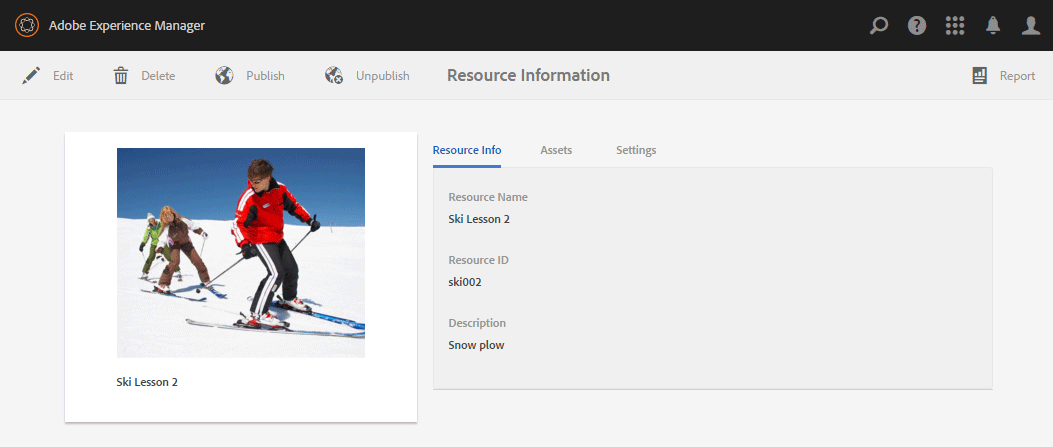 Adobe Experience Manager
Edit
Delete
Publish
Unpublish
Resource Information
Report
Resource Info
Assets
Settings
Resource Name
Ski Lesson 2
Resource ID
ski002
Description
Snow plow
Ski Lesson 2